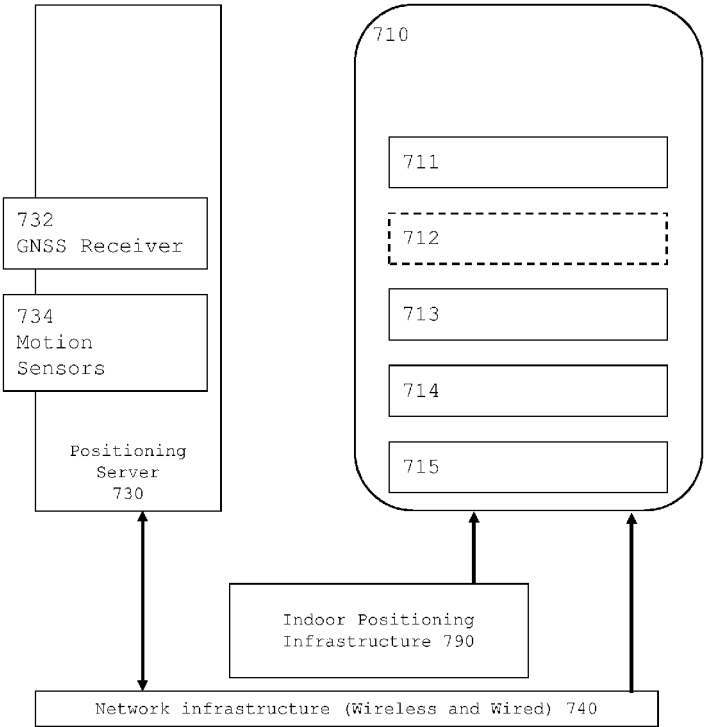 732
GNSS Receiver
734
Motion
Sensors
Positioning
Server
730
710
711
712
713
714
715
Indoor Positioning
Infrastructure 790
Network infrastructure (Wireless and Wired) 740